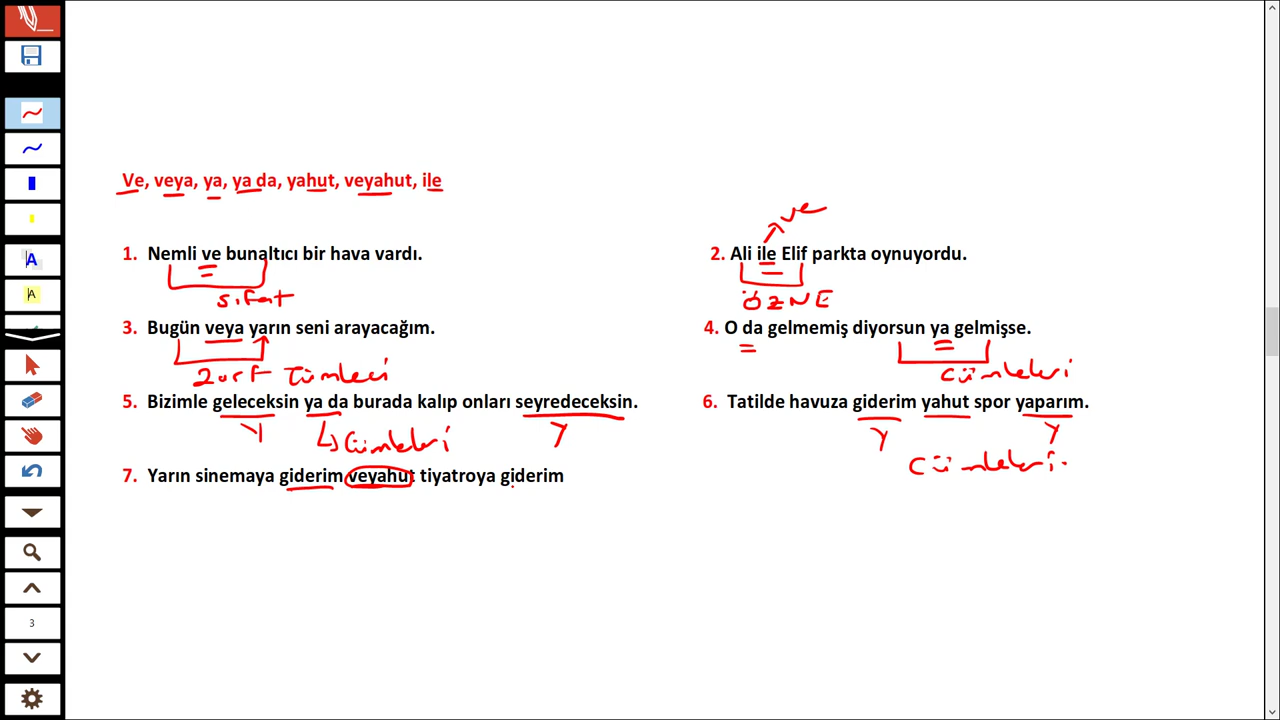 Ve, veya, ya, ya da, yahut, veyahut, ile
ve
1. Nemli ve bunaltıcı bir hava vardı.
2. Ali ile Elif parkta oynuyordu.
sıfat
ÖZNE
3. Bugün veya yarın seni arayacağım.
4. O da gelmemiş diyorsun ya gelmişse.
Zarf Tümleci
cümleleri
5. Bizimle geleceksin ya da burada kalıp onları seyredeceksin.
6. Tatilde havuza giderim yahut spor yaparım.
Y
cümleleri
Y
Y
Y
cümleleri
7. Yarın sinemaya giderim veyahut tiyatroya giderim
A
A
3